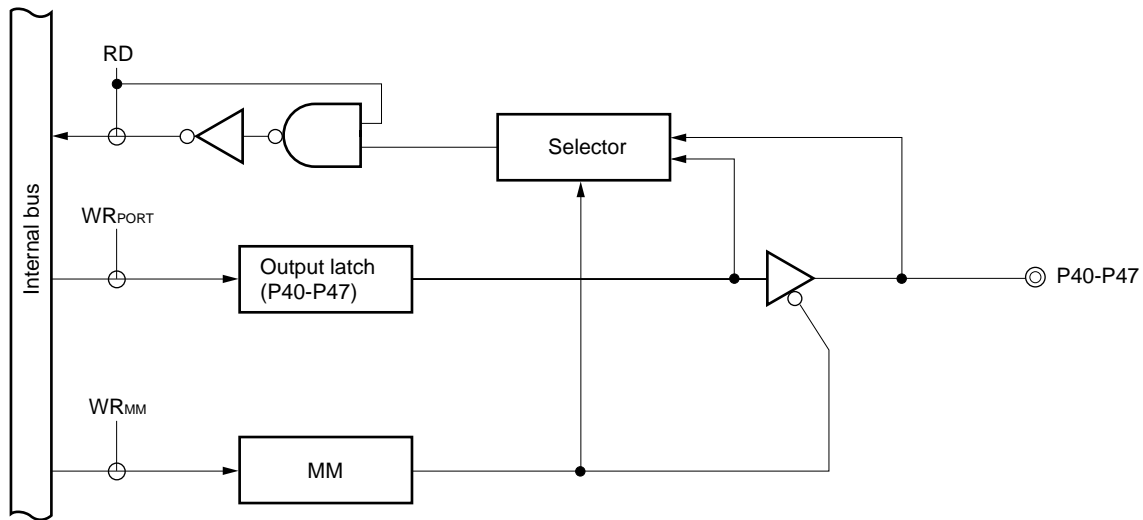 RD
Selector
Internal bus
WRPORT
Output latch
(P40-P47)
P40-P47
WRMM
MM